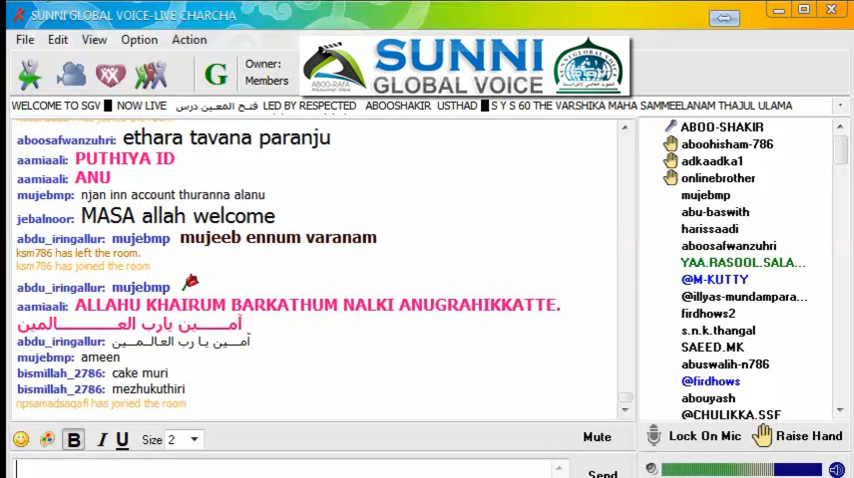 SUNNI GLOBAL VOICE-LIVE CHARCHA
File Edit View Option Action
G
Owner:
Members
ABOO-RAFA
SUNNI
GLOBAL VOICE
WELCOME TO SGV NOW LIVE فتح المعين درس LED BY RESPECTED ABOOSHAKIR USTHAD S Y S 60 THE VARSHIKA MAHA SAMMEELANAM THAJUL ULAMA
aboosafwanzuhri: ethara tavana paranju
aamiaali: PUTHIYA ID
aamiaali: ANU
mujebmp: njan inn account thuranna alanu
jebalnoor: MASA allah welcome
abdu_iringallur: mujebmp mujeeb ennum varanam
ksm786 has left the room.
ksm786 has joined the room
abdu_iringallur: mujebmp
aamiaali: ALLAHU KHAIRUM BARKATHUM NALKI ANUGRAHIKKATTE.
آمـــــين يارب العـــــــــــالمين
abdu_iringallur: آمـــين يـا رب العـالـمـــين
mujebmp: ameen
bismillah_2786: cake muri
bismillah_2786: mezhukuthiri
npsamadsaqafi has joined the room
ABOO-SHAKIR
aboohisham-786
adkaadka1
onlinebrother
mujebmp
abu-baswith
harissaadi
aboosafwanzuhri
YAA.RASOOL.SALA...
@M-KUTTY
@illyas-mundampara...
firdhows2
s.n.k.thangal
SAEED.MK
abuswalih-n786
@firdhows
abouyash
@CHULIKKA.SSF
B I U Size 2 Mute
Lock On Mic Raise Hand
Send